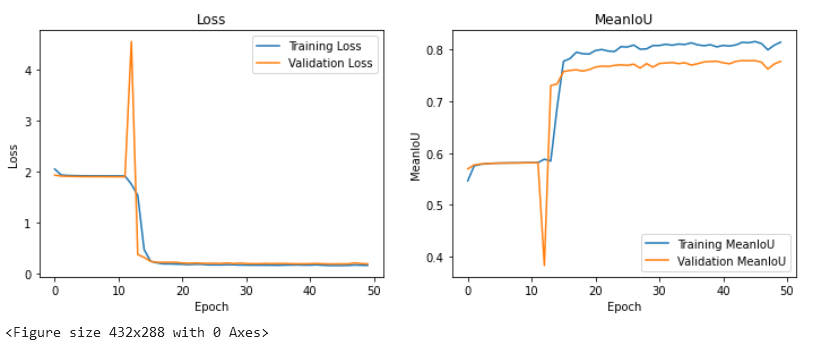 Loss
MeanIoU
Training Loss
Validation Loss
Loss
4
3
2
1
0
0 10 20 30 40 50
Epoch
MeanIoU
0.8
0.7
0.6
0.5
0.4
Training MeanIoU
Validation MeanIoU
0 10 20 30 40 50
Epoch
<Figure size 432x288 with 0 Axes>